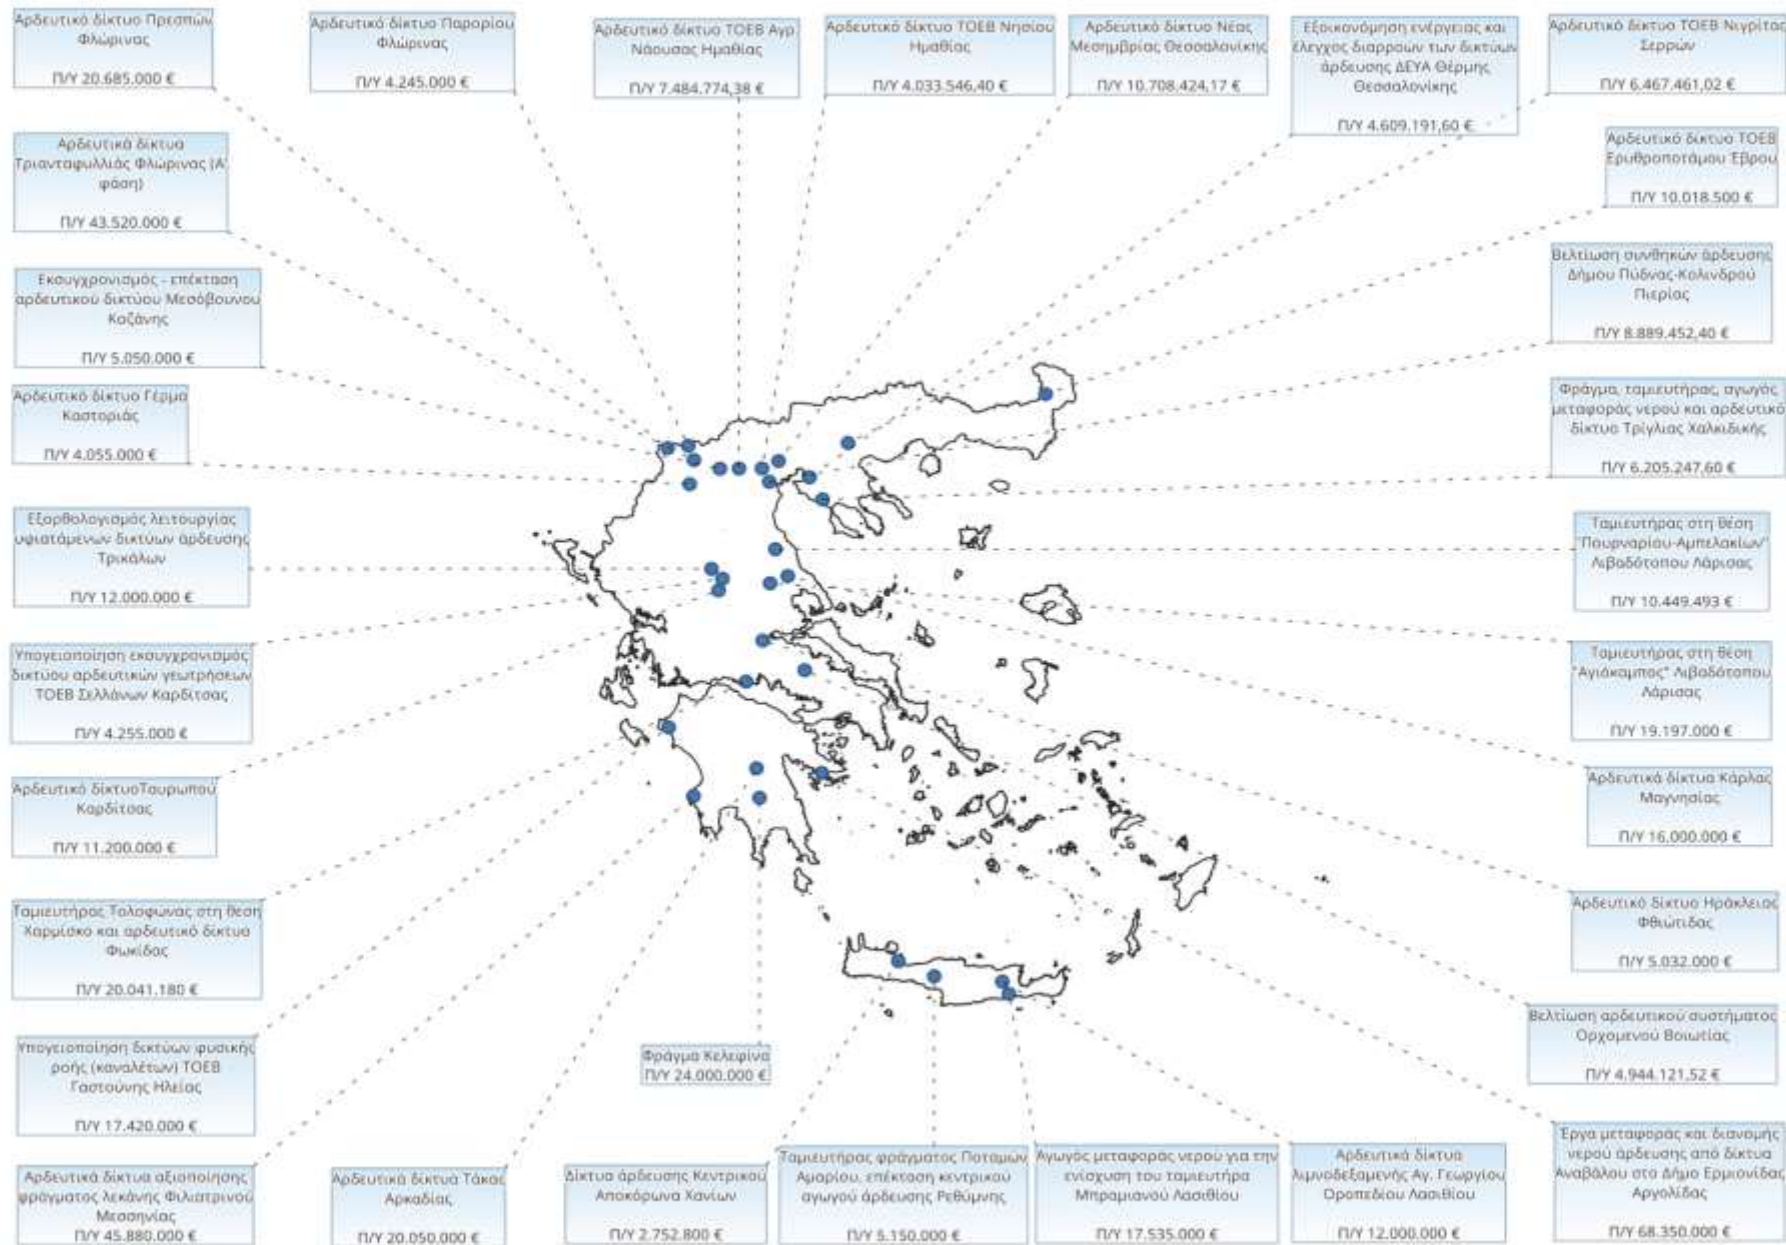 Αρδευτικό δίκτυο Πρεσπών
Φλώρινας
Π/Υ 20.685.000 €
Αρδευτικό δίκτυο Παρορίου
Φλώρινας
Π/Υ 4.245.000 €
Αρδευτικό δίκτυο ΤΟΕΒ Αγρ.
Νάουσας Ημαθίας
Π/Υ 7.484.774,38 €
Αρδευτικό δίκτυο ΤΟΕΒ Νησίου
Ημαθίας
Π/Υ 4.033.546,40 €
Αρδευτικό δίκτυο Νέας
Μεσημβρίας Θεσσαλονίκης
Π/Υ 10.708.424,17 €
Εξοικονόμηση ενέργειας και
έλεγχος διαρροών των δικτύων
άρδευσης ΔΕΥΑ Θέρμης
Θεσσαλονίκης
Π/Υ 4.609.191,60 €
Αρδευτικό δίκτυο ΤΟΕΒ Νιγρίτας
Σερρών
Π/Υ 6.467.461,02 €
Αρδευτικά δίκτυα
Τριανταφυλλιάς Φλώρινας (Α'
φάση)
Π/Υ 43.520.000 €
Αρδευτικό δίκτυο ΤΟΕΒ
Ερυθροποτάμου Έβρου
Π/Υ 10.018.500 €
Εκσυγχρονισμός - επέκταση
αρδευτικού δικτύου Μεσόβουνου
Κοζάνης
Π/Υ 5.050.000 €
Βελτίωση συνθηκών άρδευσης
Δήμου Πύδνας-Κολινδρού
Πιερίας
Π/Υ 8.889.452,40 €
Αρδευτικό δίκτυο Γέρμα
Καστοριάς
Π/Υ 4.055.000 €
Φράγμα, ταμιευτήρας, αγωγός
μεταφοράς νερού και αρδευτικό
δίκτυο Τρίγλιας Χαλκιδικής
Π/Υ 6.205.247,60 €
Εξορθολογισμός λειτουργίας
υφιατάμενων δικτύων άρδευσης
Τρικάλων
Π/Υ 12.000.000 €
Ταμιευτήρας στη θέση
"Πουρναρίου-Αμπελακίων"
Λιβαδότοπου Λάρισας
Π/Υ 10.449.493 €
Υπογειοποίηση εκσυγχρονισμός
δικτύου αρδευτικών γεωτρήσεων
ΤΟΕΒ Σελλάνων Καρδίτσας
Π/Υ 4.255.000 €
Ταμιευτήρας στη θέση
"Αγιόκαμπος" Λιβαδότοπου
Λάρισας
Π/Υ 19.197.000 €
Αρδευτικό δίκτυοΤαυρωπού
Καρδίτσας
Π/Υ 11.200.000 €
Αρδευτικά δίκτυα Κάρλας
Μαγνησίας
Π/Υ 16.000.000 €
Ταμιευτήρας Τολοφώνας στη θέση
Χαρμίσκο και αρδευτικό δίκτυο
Φωκίδας
Π/Υ 20.041.180 €
Αρδευτικό δίκτυο Ηράκλειας
Φθιώτιδας
Π/Υ 5.032.000 €
Υπογειοποίηση δικτύων φυσικής
ροής (καναλέτων) ΤΟΕΒ
Γαστούνης Ηλείας
Π/Υ 17.420.000 €
Βελτίωση αρδευτικού συστήματος
Ορχομενού Βοιωτίας
Π/Υ 4.944.121,52 €
Φράγμα Κελεφίνα
Π/Υ 24.000.000 €
Αρδευτικά δίκτυα αξιοποίησης
φράγματος λεκάνης Φιλιατρινού
Μεσσηνίας
Π/Υ 45.880.000 €
Αρδευτικά δίκτυα Τάκας
Αρκαδίας
Π/Υ 20.050.000 €
Δίκτυα άρδευσης Κεντρικού
Αποκόρωνα Χανίων
Π/Υ 2.752.800 €
Ταμιευτήρας φράγματος Ποταμών
Αμαρίου, επέκταση κεντρικού
αγωγού άρδευσης Ρεθύμνης
Π/Υ 5.150.000 €
Αγωγός μεταφοράς νερού για την
ενίσχυση του ταμιευτήρα
Μπραμιανού Λασιθίου
Π/Υ 17.535.000 €
Αρδευτικά δίκτυα
λιμνοδεξαμενής Αγ. Γεωργίου
Οροπεδίου Λασιθίου
Π/Υ 12.000.000 €
Έργα μεταφοράς και διανομής
νερού άρδευσης από δίκτυα
Αναβάλου στο Δήμο Ερμιονίδας
Αργολίδας
Π/Υ 68.350.000 €